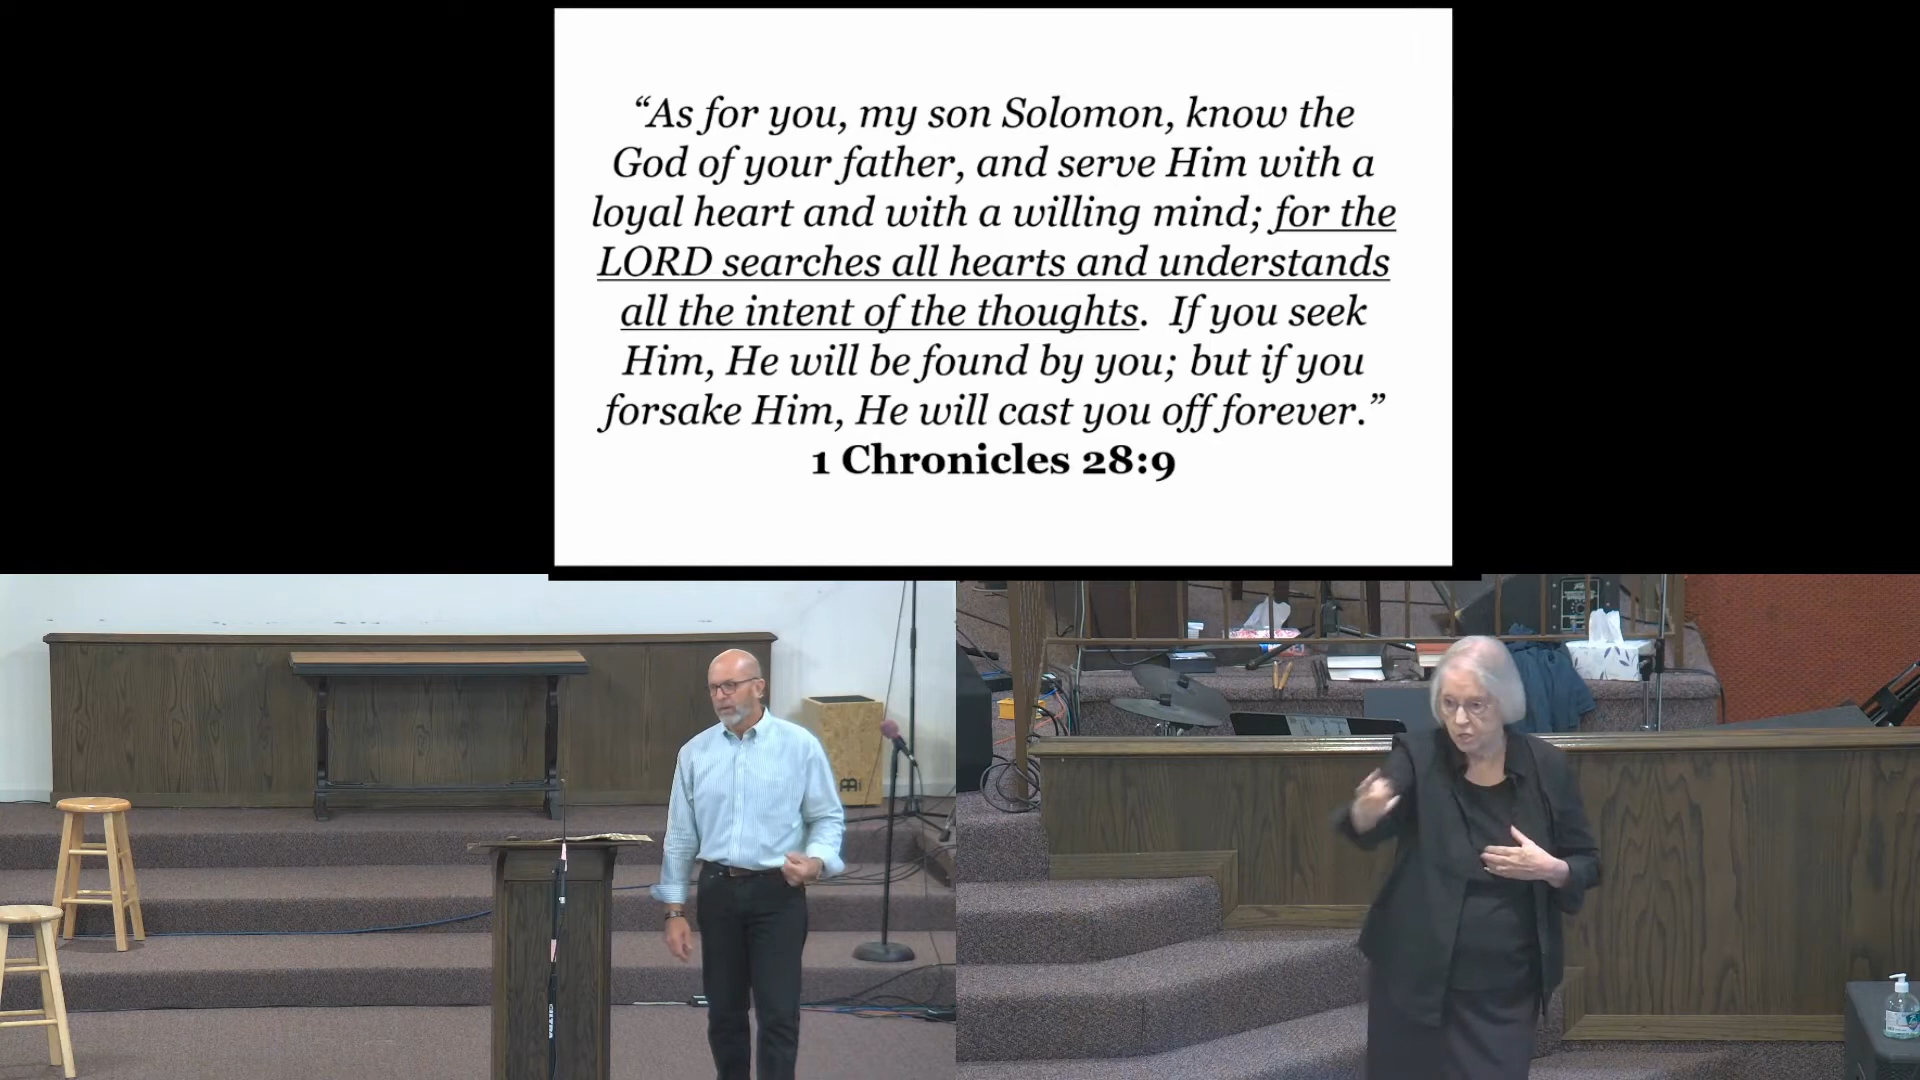 “As for you, my son Solomon, know the
God of your father, and serve Him with a
loyal heart and with a willing mind; for the
LORD searches all hearts and understands
all the intent of the thoughts.  If you seek
Him, He will be found by you; but if you
forsake Him, He will cast you off forever.”
1 Chronicles 28:9